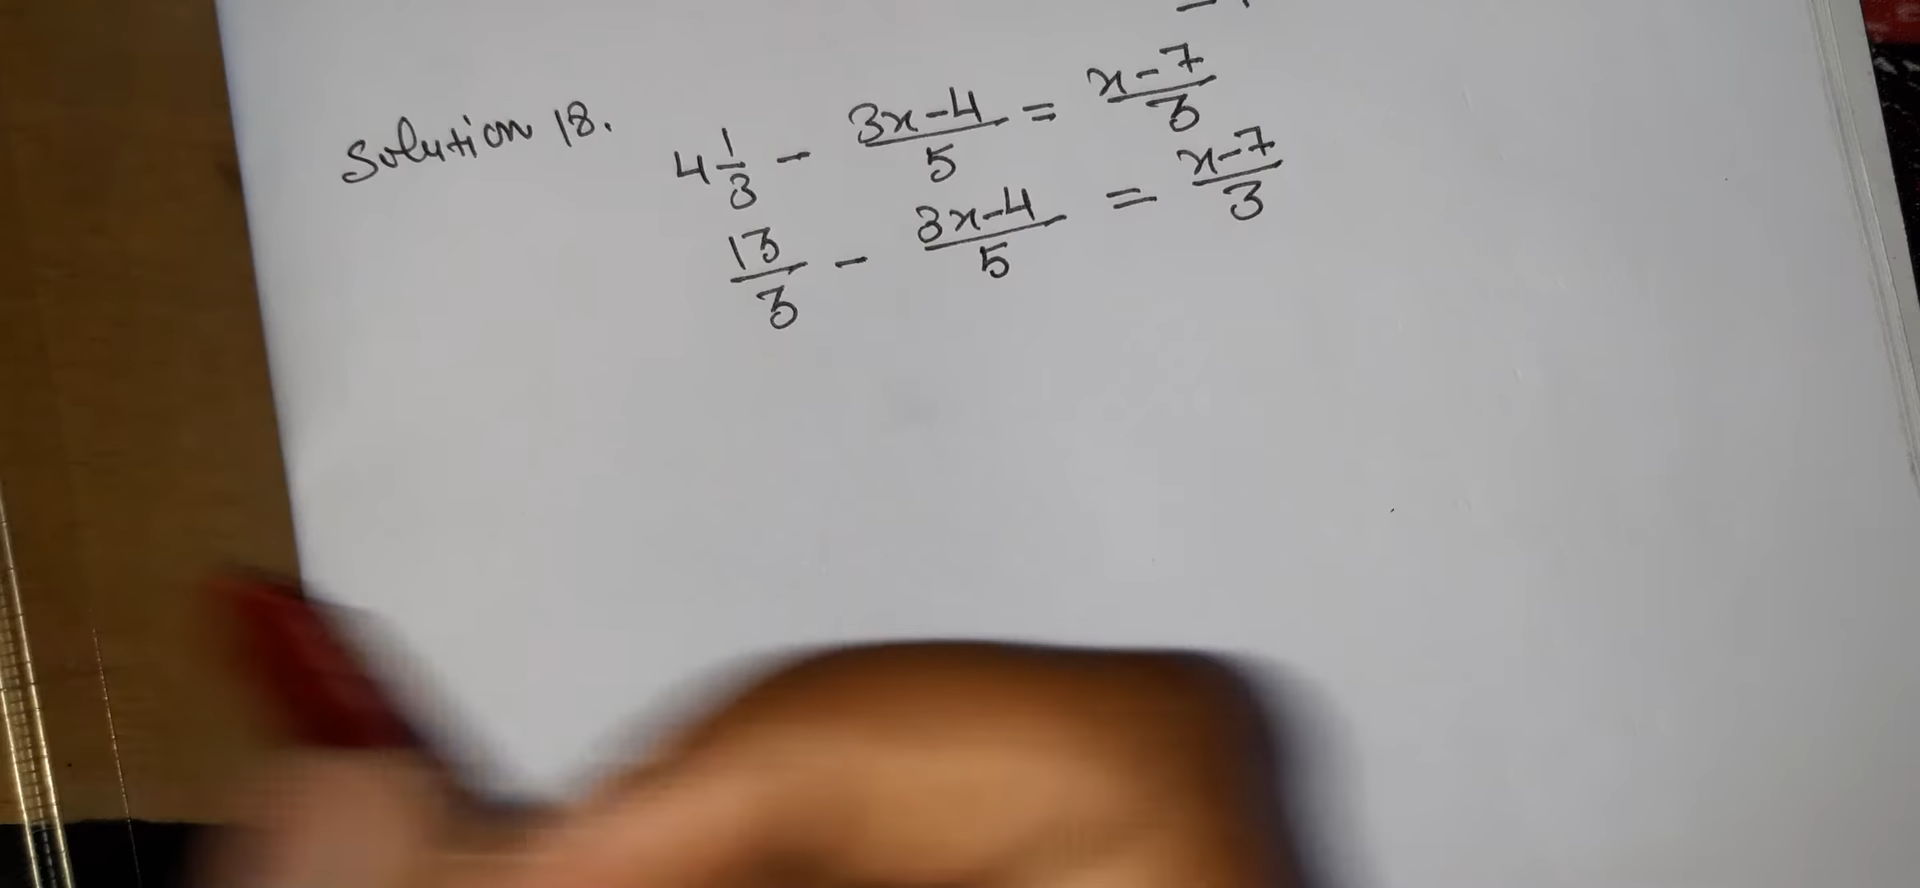 Solution 18. 4 1/3 - (3x-4)/5 = (x-7)/3
13/3 - (3x-4)/5 = (x-7)/3